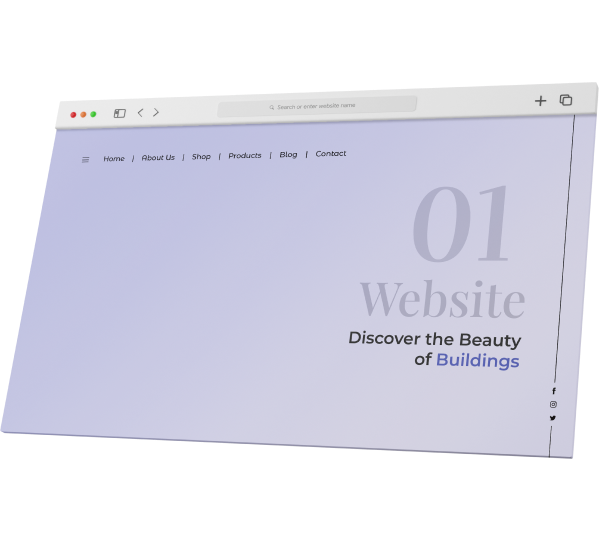 Search or enter website name
Home | About Us | Shop | Products | Blog | Contact
01
Website
Discover the Beauty
of Buildings